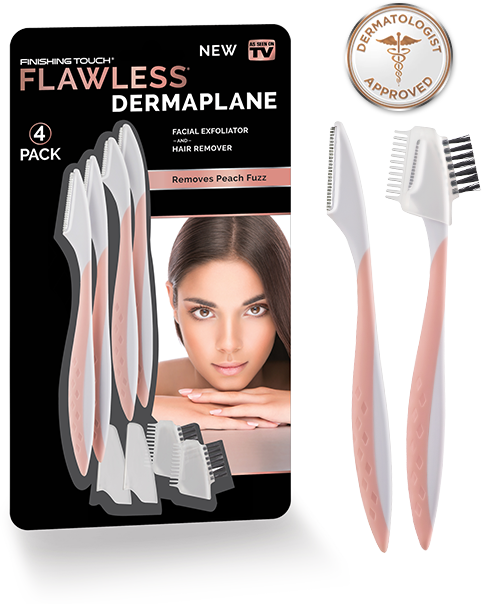 NEW
AS SEEN ON
TV
FINISHING TOUCH®
FLAWLESS®
DERMAPLANE
4
PACK
FACIAL EXFOLIATOR
–AND–
HAIR REMOVER
Removes Peach Fuzz
DERMATOLOGIST
APPROVED